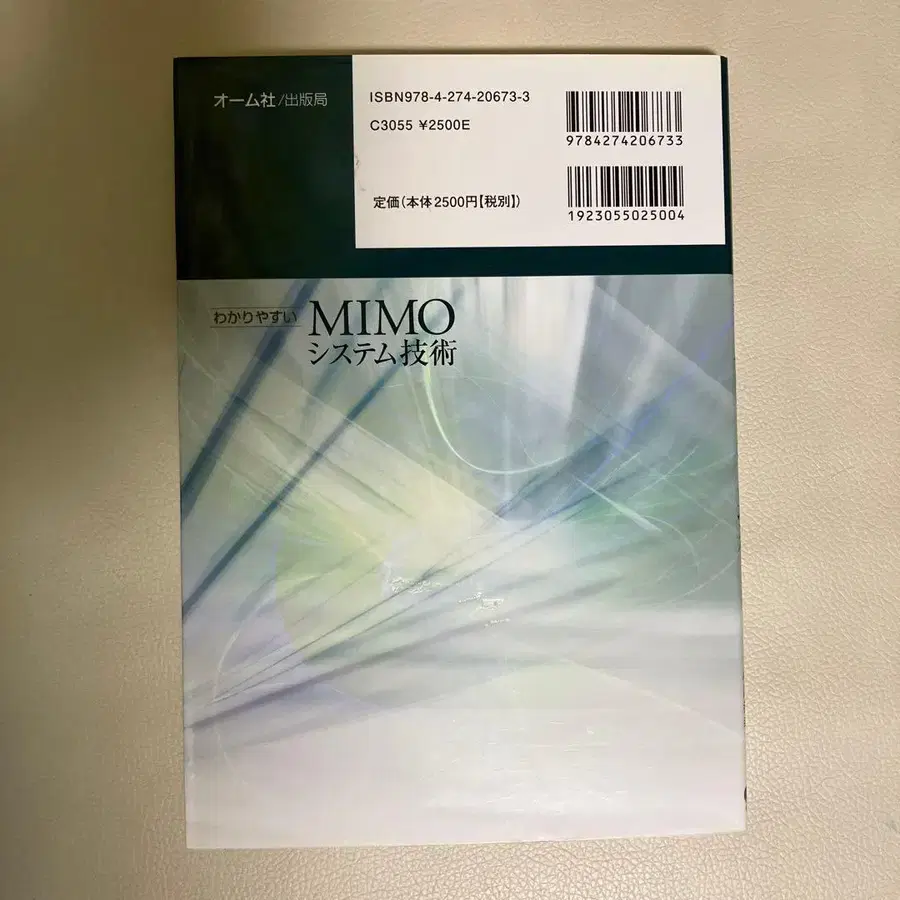 オーム社/出版局
ISBN978-4-274-20673-3
C3055 ¥2500E
定価(本体2500円【税別】)
9784274206733
1923055025004
わかりやすい
MIMO
システム技術